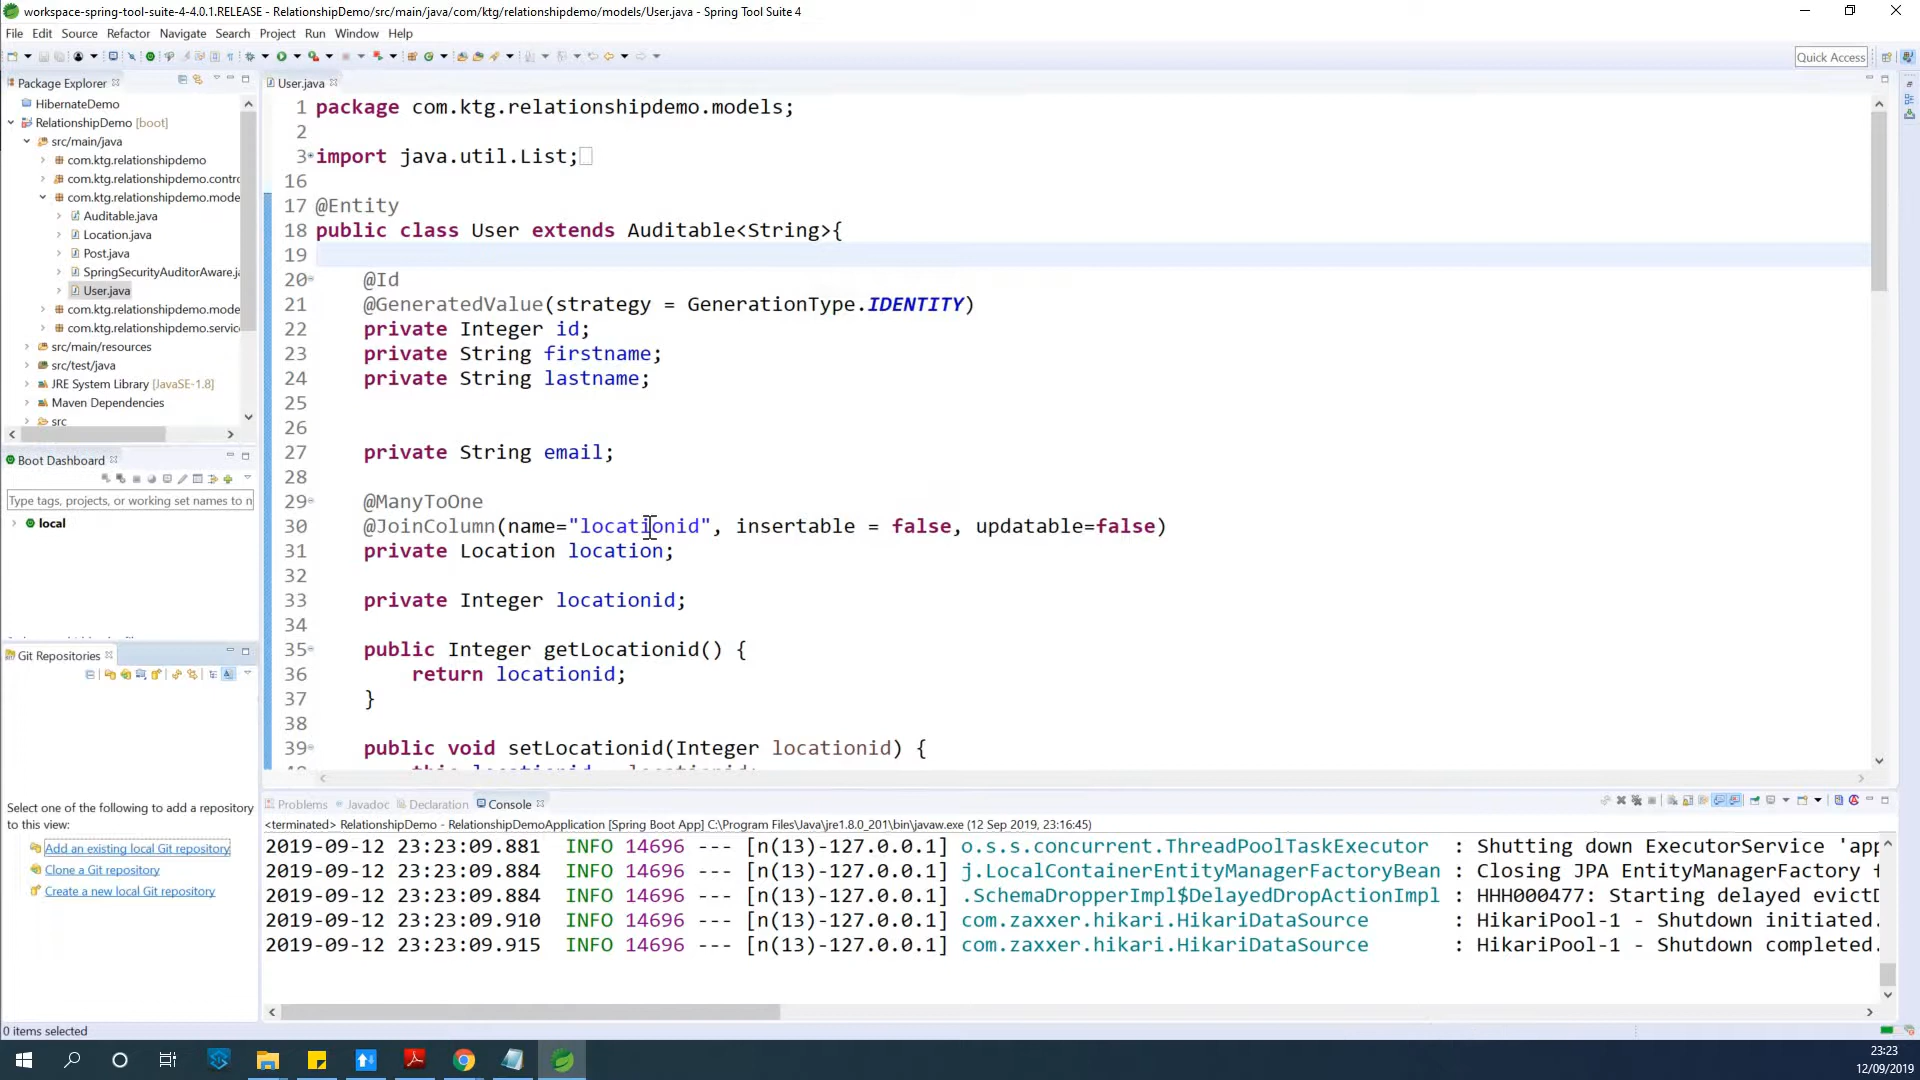 workspace-spring-tool-suite-4-4.0.1.RELEASE - RelationshipDemo/src/main/java/com/ktg/relationshipdemo/models/User.java - Spring Tool Suite 4
File Edit Source Refactor Navigate Search Project Run Window Help
Quick Access
Package Explorer
HibernateDemo
RelationshipDemo [boot]
src/main/java
com.ktg.relationshipdemo
com.ktg.relationshipdemo.contro
com.ktg.relationshipdemo.mode
Auditable.java
Location.java
Post.java
SpringSecurityAuditorAware.ja
User.java
com.ktg.relationshipdemo.mode
com.ktg.relationshipdemo.servic
src/main/resources
src/test/java
JRE System Library [JavaSE-1.8]
Maven Dependencies
src
Boot Dashboard
Type tags, projects, or working set names to n
local
Git Repositories
Select one of the following to add a repository
to this view:
Add an existing local Git repository
Clone a Git repository
Create a new local Git repository
0 items selected
User.java
1 package com.ktg.relationshipdemo.models;
2
3 import java.util.List;
16
17 @Entity
18 public class User extends Auditable<String>{
19
20 @Id
21 @GeneratedValue(strategy = GenerationType.IDENTITY)
22 private Integer id;
23 private String firstname;
24 private String lastname;
25
26
27 private String email;
28
29 @ManyToOne
30 @JoinColumn(name="locationid", insertable = false, updatable=false)
31 private Location location;
32
33 private Integer locationid;
34
35 public Integer getLocationid() {
36 return locationid;
37 }
38
39 public void setLocationid(Integer locationid) {
Problems Javadoc Declaration Console
<terminated> RelationshipDemo - RelationshipDemoApplication [Spring Boot App] C:\Program Files\Java\jre1.8.0_201\bin\javaw.exe (12 Sep 2019, 23:16:45)
2019-09-12 23:23:09.881 INFO 14696 --- [n(13)-127.0.0.1] o.s.s.concurrent.ThreadPoolTaskExecutor : Shutting down ExecutorService 'app
2019-09-12 23:23:09.884 INFO 14696 --- [n(13)-127.0.0.1] j.LocalContainerEntityManagerFactoryBean : Closing JPA EntityManagerFactory f
2019-09-12 23:23:09.884 INFO 14696 --- [n(13)-127.0.0.1] .SchemaDropperImpl$DelayedDropActionImpl : HHH000477: Starting delayed evictD
2019-09-12 23:23:09.910 INFO 14696 --- [n(13)-127.0.0.1] com.zaxxer.hikari.HikariDataSource : HikariPool-1 - Shutdown initiated.
2019-09-12 23:23:09.915 INFO 14696 --- [n(13)-127.0.0.1] com.zaxxer.hikari.HikariDataSource : HikariPool-1 - Shutdown completed.
23:23
12/09/2019